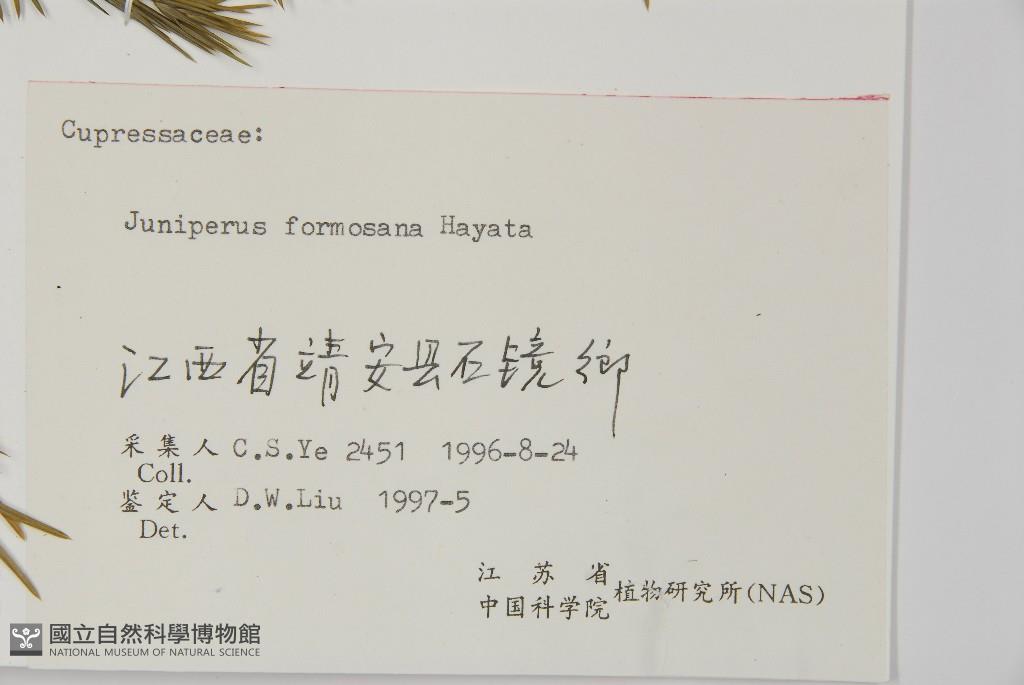 Cupressaceae:
Juniperus formosana Hayata
江西省靖安县石镜鄉
采集人 C.S.Ye 2451 1996-8-24
Coll.
鉴定人 D.W.Liu 1997-5
Det.
江苏省
中国科学院 植物研究所(NAS)
國立自然科學博物館
NATIONAL MUSEUM OF NATURAL SCIENCE